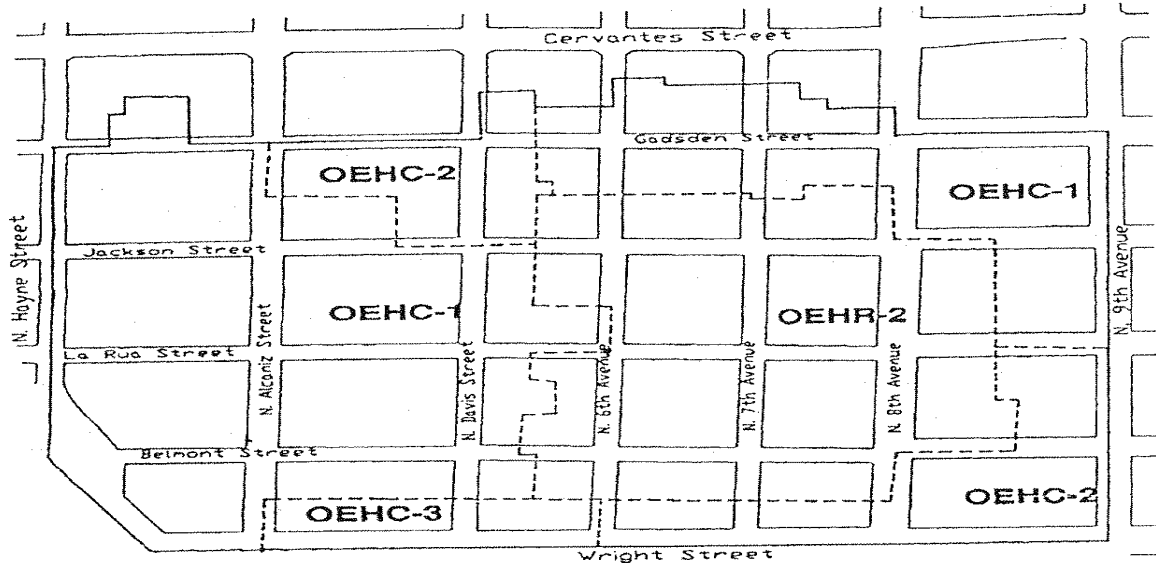 Cervantes Street
Gadsden Street
OEHC-2
OEHC-1
N. Hayne Street
Jackson Street
N. 9th Avenue
OEHC-1
OEHR-2
La Rua Street
N. Alcaniz Street
N. Davis Street
N. 6th Avenue
N. 7th Avenue
N. 8th Avenue
Belmont Street
OEHC-2
OEHC-3
Wright Street